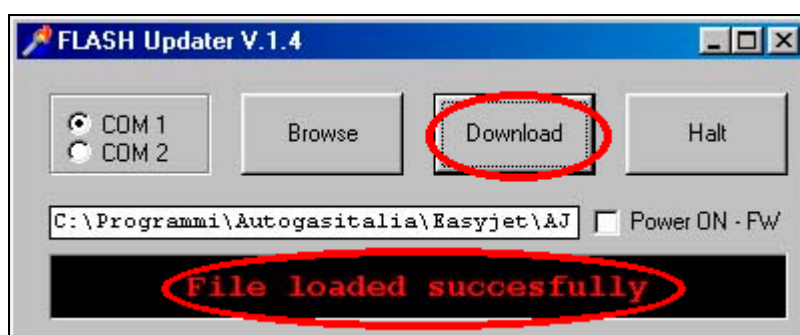 FLASH Updater V.1.4
COM 1
COM 2
Browse
Download
Halt
C:\Programmi\Autogasitalia\Easyjet\AJ
Power ON - FW
File loaded succesfully